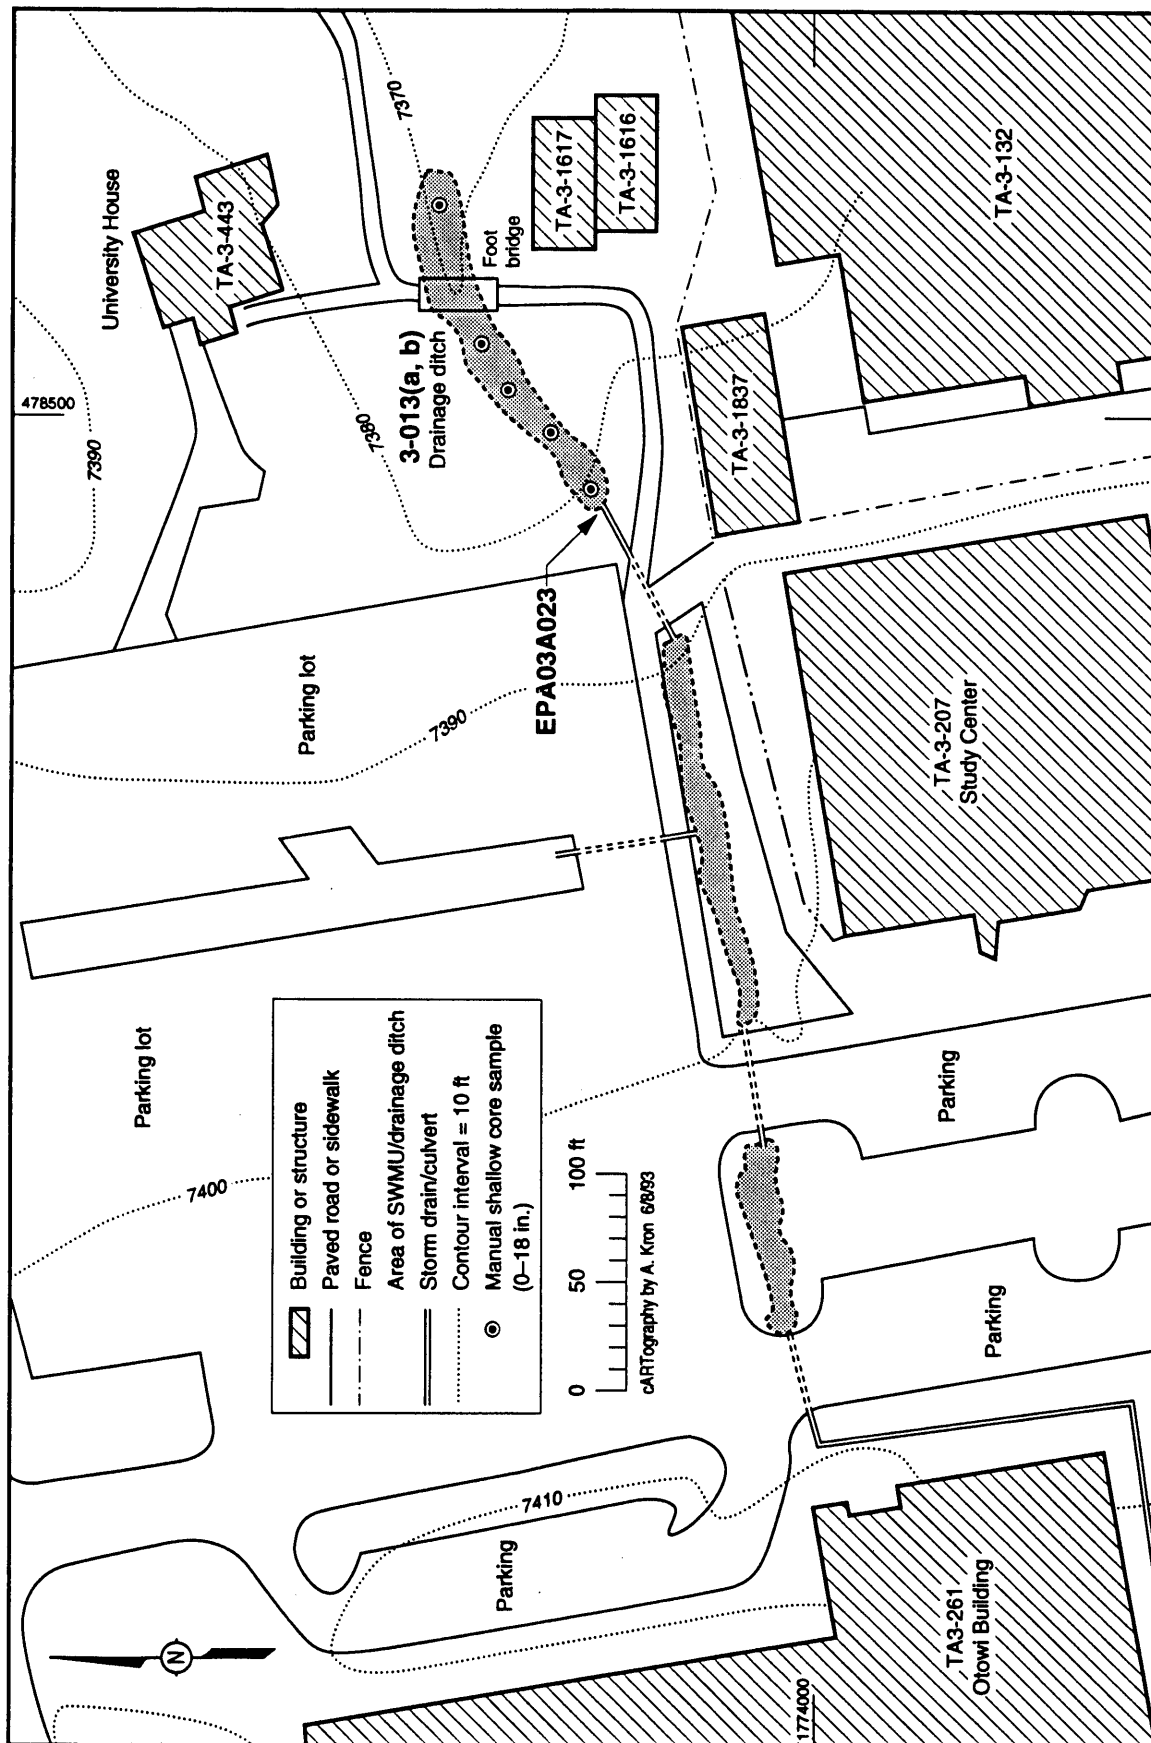 University House
TA-3-443
478500
7390
7380
7370
3-013(a, b)
Drainage ditch
Foot
bridge
TA-3-1617
TA-3-1616
TA-3-132
TA-3-1837
EPA03A023
Parking lot
7390
TA-3-207
Study Center
Parking lot
7400
Building or structure
Paved road or sidewalk
Fence
Area of SWMU/drainage ditch
Storm drain/culvert
Contour interval = 10 ft
Manual shallow core sample
(0–18 in.)
0
50
100 ft
cARTography by A. Kron 6/8/93
Parking
Parking
7410
Parking
N
TA3-261
Otowi Building
1774000